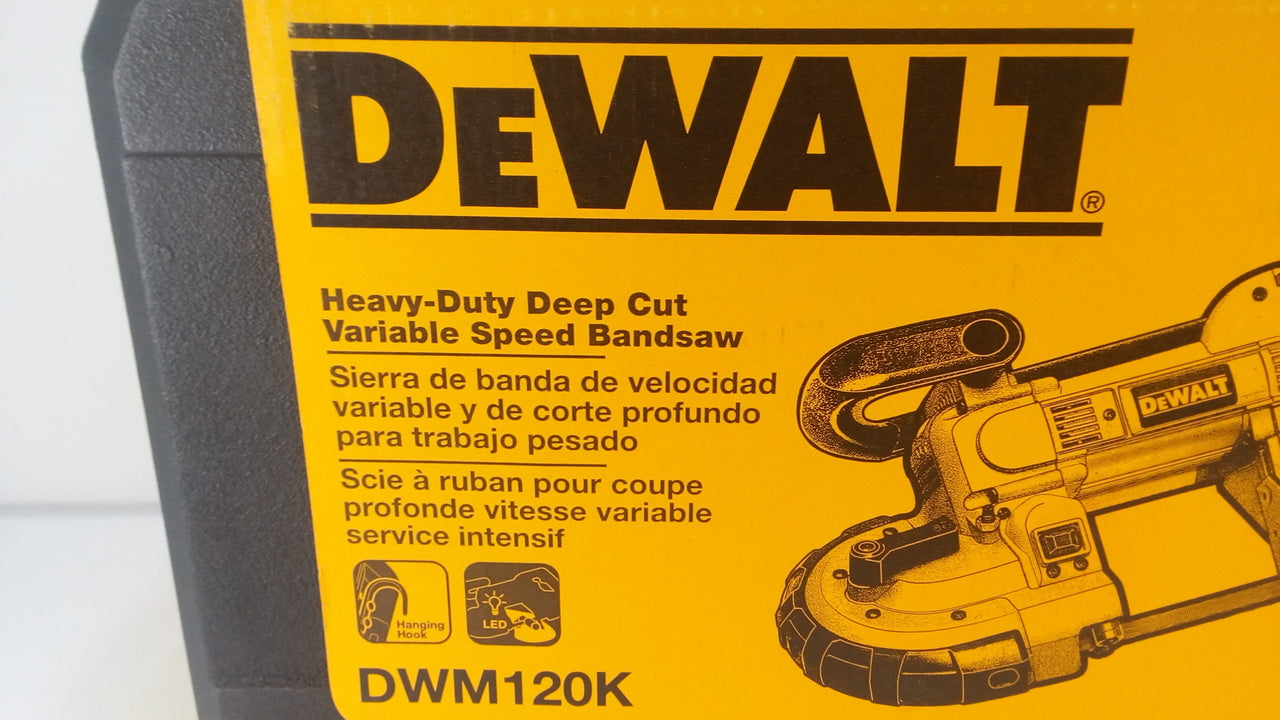 DEWALT®
Heavy-Duty Deep Cut
Variable Speed Bandsaw
Sierra de banda de velocidad
variable y de corte profundo
para trabajo pesado
Scie à ruban pour coupe
profonde vitesse variable
service intensif
DEWALT
Hanging
Hook
LED
DWM120K